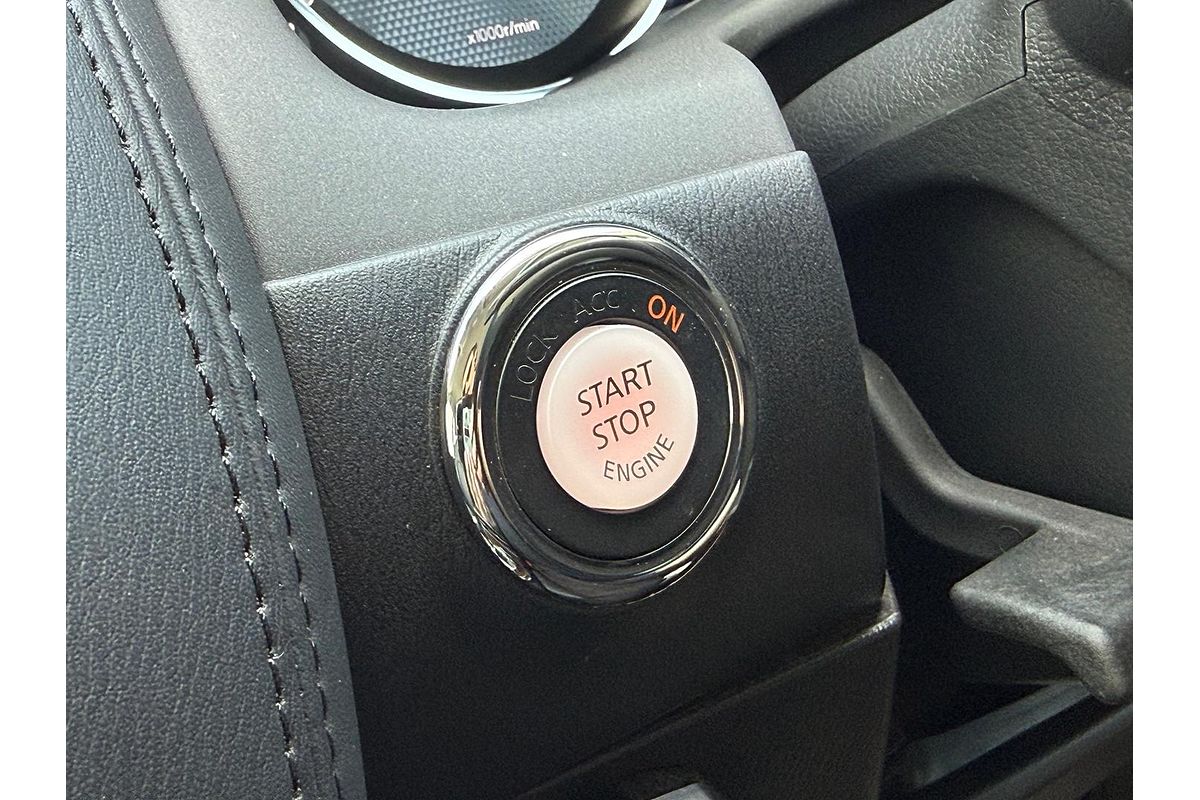 x1000r/min
LOCK ACC ON
START
STOP
ENGINE